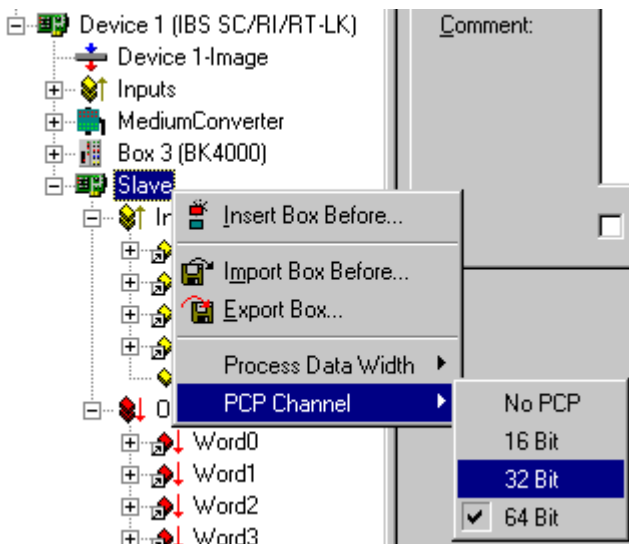 Device 1 (IBS SC/RI/RT-LK)
Comment:
Device 1-Image
Inputs
MediumConverter
Box 3 (BK4000)
Slave
Insert Box Before...
Import Box Before...
Export Box...
Process Data Width
PCP Channel
No PCP
16 Bit
32 Bit
64 Bit
Word0
Word1
Word2
Word3